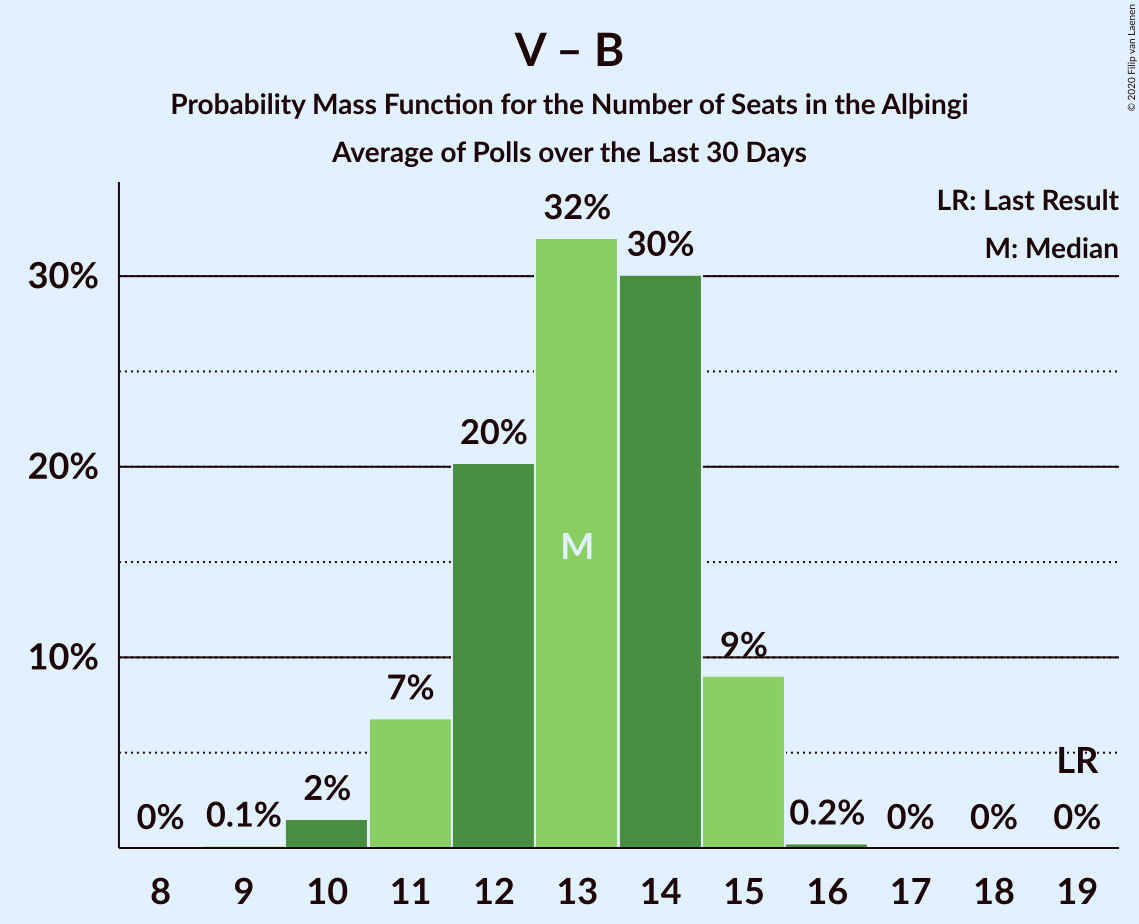 V – B
Probability Mass Function for the Number of Seats in the Alþingi
Average of Polls over the Last 30 Days
© 2020 Filip van Laenen
LR: Last Result
M: Median
32%
30%
30%
20%
20%
M
10%
9%
7%
LR
2%
0%
0.1%
0.2%
0%
0%
0%
8 9 10 11 12 13 14 15 16 17 18 19